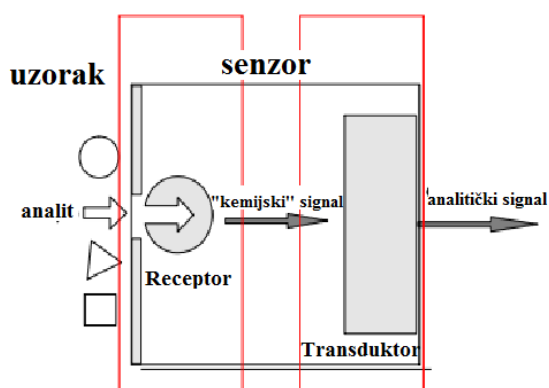 uzorak
senzor
analit
"kemijski" signal
analitički signal
Receptor
Transduktor